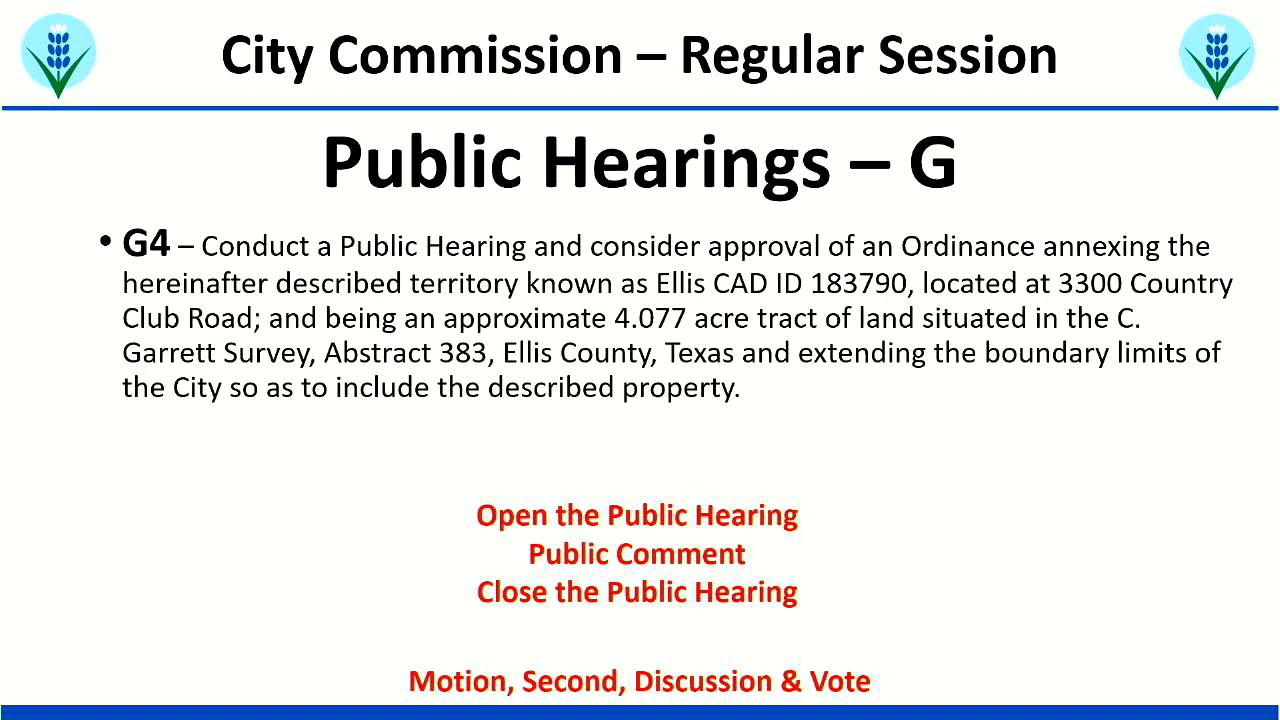 City Commission – Regular Session
Public Hearings – G
• G4 – Conduct a Public Hearing and consider approval of an Ordinance annexing the
hereinafter described territory known as Ellis CAD ID 183790, located at 3300 Country
Club Road; and being an approximate 4.077 acre tract of land situated in the C.
Garrett Survey, Abstract 383, Ellis County, Texas and extending the boundary limits of
the City so as to include the described property.
Open the Public Hearing
Public Comment
Close the Public Hearing
Motion, Second, Discussion & Vote